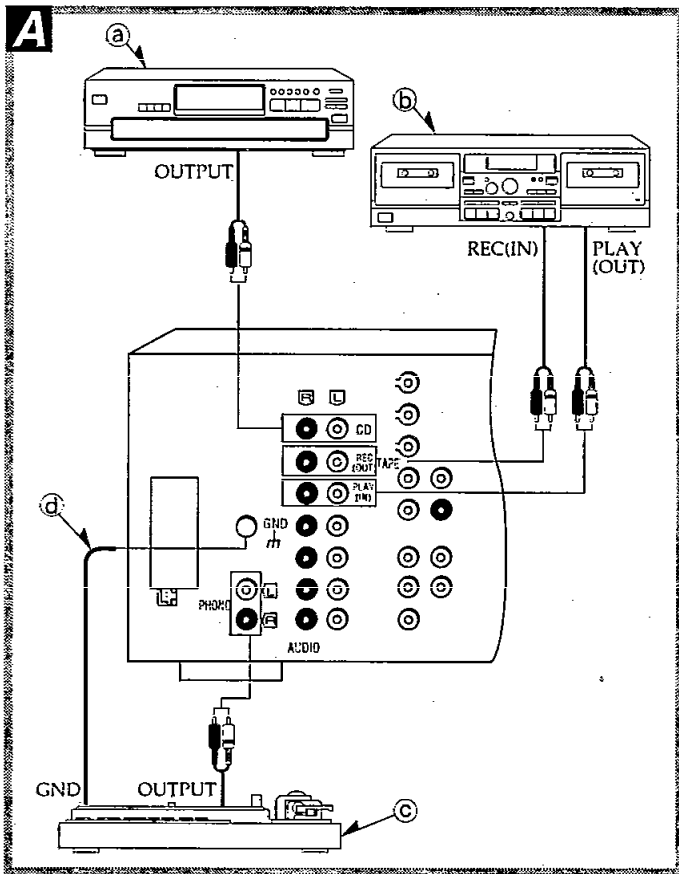 A
ⓐ
ⓑ
OUTPUT
REC(IN) PLAY (OUT)
R L
CD
REC (OUT) TAPE
PLAY (IN)
ⓓ
GND
PHONO L
R
AUDIO
GND OUTPUT
ⓒ